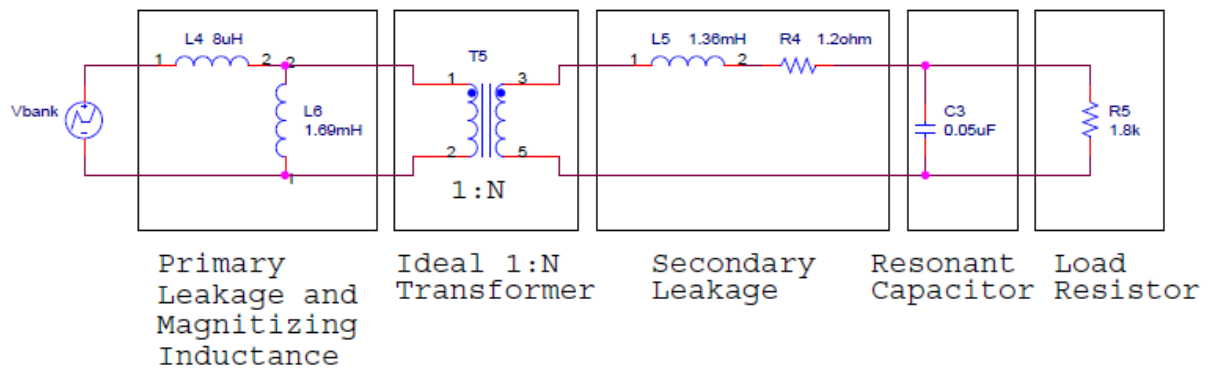 L4 8uH
1 2 2
L5 1.36mH R4 1.2ohm
1 2
T5
1 3
Vbank
L6
1.69mH
C3
0.05uF
R5
1.8k
2 5
1
1:N
Primary
Leakage and
Magnitizing
Inductance
Ideal 1:N
Transformer
Secondary
Leakage
Resonant
Capacitor
Load
Resistor